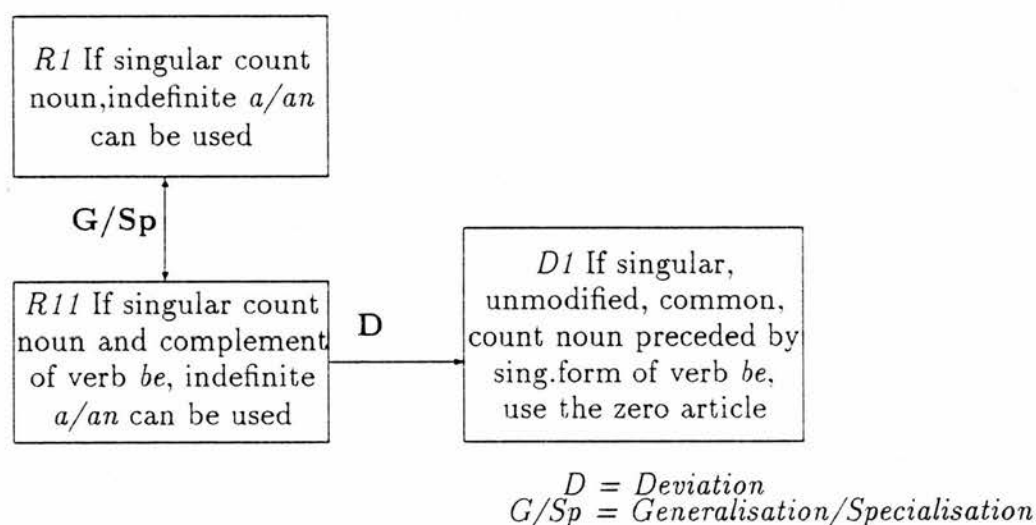 R1 If singular count
noun,indefinite a/an
can be used
G/Sp
R11 If singular count
noun and complement
of verb be, indefinite
a/an can be used
D
D1 If singular,
unmodified, common,
count noun preceded by
sing.form of verb be,
use the zero article
D = Deviation
G/Sp = Generalisation/Specialisation